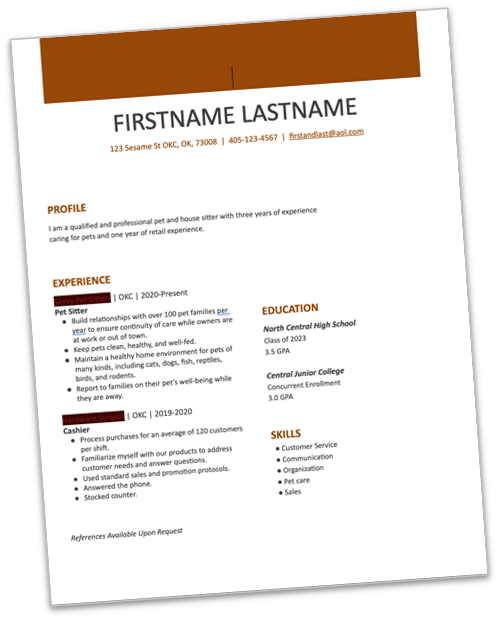 FIRSTNAME LASTNAME
123 Sesame St OKC, OK, 73008 | 405-123-4567 | firstandlast@aol.com
PROFILE
I am a qualified and professional pet and house sitter with three years of experience
caring for pets and one year of retail experience.
EXPERIENCE
Savvy Pet Sitters | OKC | 2020-Present
Pet Sitter
● Build relationships with over 100 pet families per
year to ensure continuity of care while owners are
at work or out of town.
● Keep pets clean, healthy, and well-fed.
● Maintain a healthy home environment for pets of
many kinds, including cats, dogs, fish, reptiles,
birds, and rodents.
● Report to families on their pet's well-being while
they are away.
| OKC | 2019-2020
Cashier
● Process purchases for an average of 120 customers
per shift.
● Familiarize myself with our products to address
customer needs and answer questions.
● Used standard sales and promotion protocols.
● Answered the phone.
● Stocked counter.
References Available Upon Request
EDUCATION
North Central High School
Class of 2023
3.5 GPA
Central Junior College
Concurrent Enrollment
3.0 GPA
SKILLS
● Customer Service
● Communication
● Organization
● Pet care
● Sales